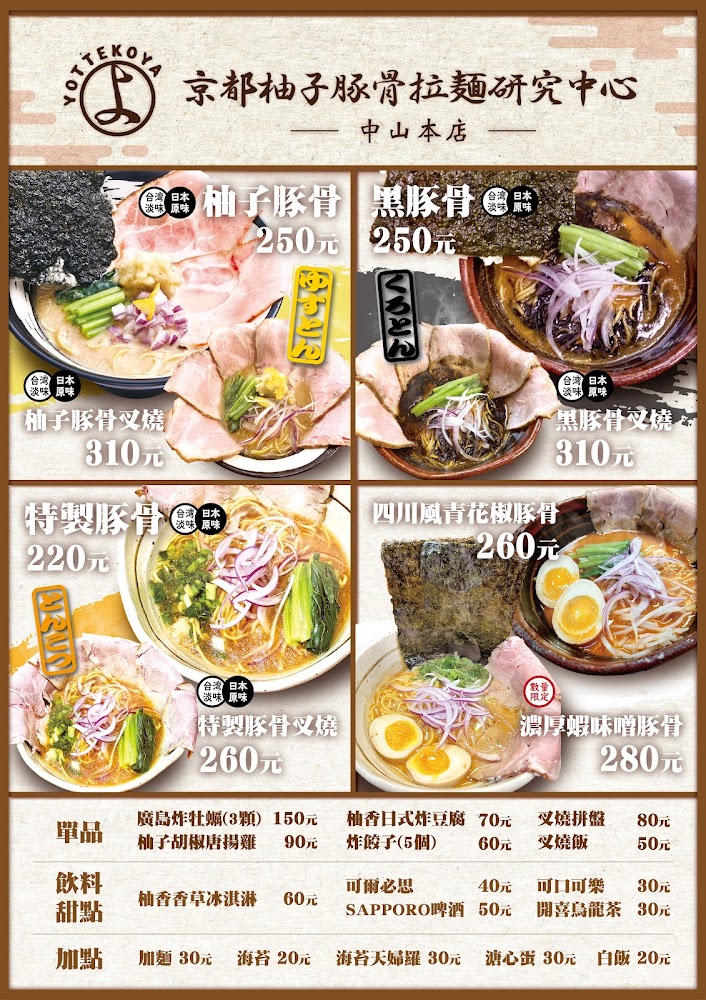 YOTTEKOYA
よ
京都柚子豚骨拉麵研究中心
中山本店
台湾淡味 日本原味 柚子豚骨
250元
ゆずとん
台湾淡味 日本原味
柚子豚骨叉燒
310元
黑豚骨 台湾淡味 日本原味
250元
くろとん
台湾淡味 日本原味
黑豚骨叉燒
310元
特製豚骨 台湾淡味 日本原味
220元
とんこつ
台湾淡味 日本原味
特製豚骨叉燒
260元
四川風青花椒豚骨
260元
數量限定
濃厚蝦味噌豚骨
280元
單品
廣島炸牡蠣(3顆) 150元 柚香日式炸豆腐 70元 叉燒拼盤 80元
柚子胡椒唐揚雞 90元 炸餃子(5個) 60元 叉燒飯 50元
飲料
甜點
柚香香草冰淇淋 60元
可爾必思 40元 可口可樂 30元
SAPPORO啤酒 50元 開喜烏龍茶 30元
加點 加麵 30元 海苔 20元 海苔天婦羅 30元 溏心蛋 30元 白飯 20元